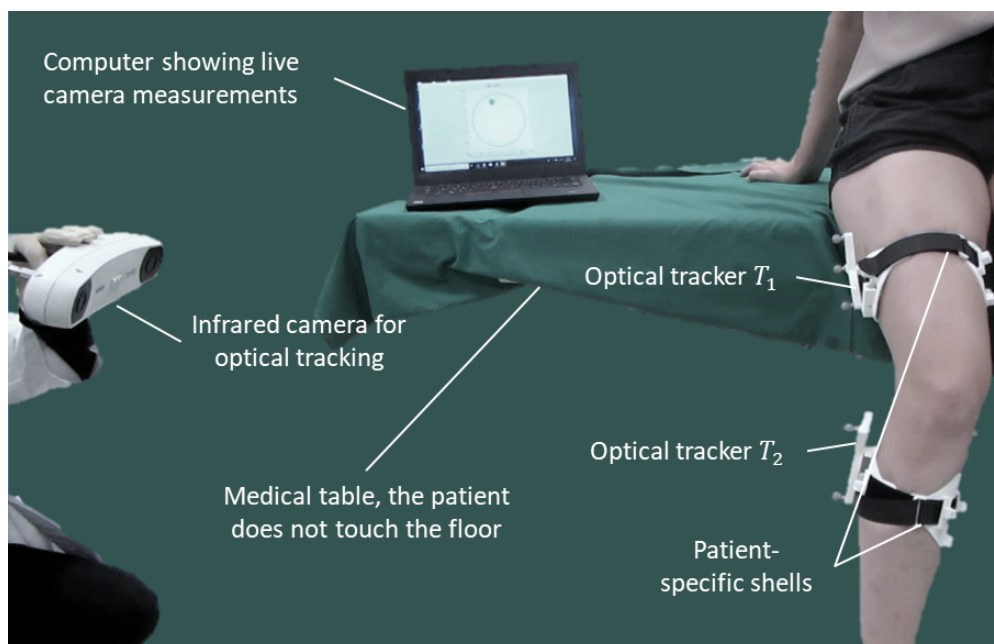 Computer showing live
camera measurements
Optical tracker T₁
Infrared camera for
optical tracking
Optical tracker T₂
Medical table, the patient
does not touch the floor
Patient-
specific shells